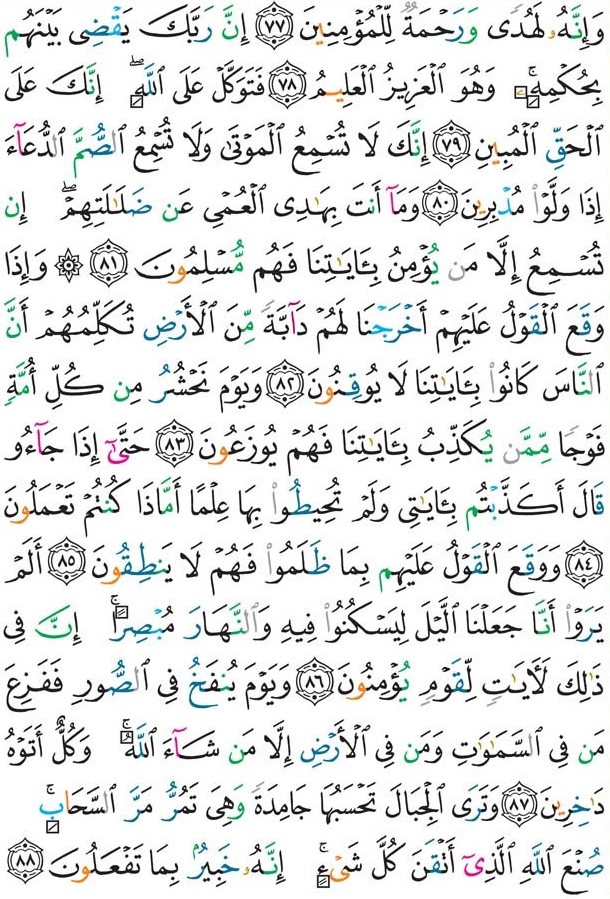 وَإِنَّهُۥ لَهُدٗى وَرَحۡمَةٞ لِّلۡمُؤۡمِنِينَ ٧٧ إِنَّ رَبَّكَ يَقۡضِي بَيۡنَهُم
بِحُكۡمِهِۦۚ وَهُوَ ٱلۡعَزِيزُ ٱلۡعَلِيمُ ٧٨ فَتَوَكَّلۡ عَلَى ٱللَّهِۖ إِنَّكَ عَلَى
ٱلۡحَقِّ ٱلۡمُبِينِ ٧٩ إِنَّكَ لَا تُسۡمِعُ ٱلۡمَوۡتَىٰ وَلَا تُسۡمِعُ ٱلصُّمَّ ٱلدُّعَآءَ
إِذَا وَلَّوۡاْ مُدۡبِرِينَ ٨٠ وَمَآ أَنتَ بِهَٰدِي ٱلۡعُمۡيِ عَن ضَلَٰلَتِهِمۡۖ إِن
تُسۡمِعُ إِلَّا مَن يُؤۡمِنُ بِـَٔايَٰتِنَا فَهُم مُّسۡلِمُونَ ٨١ ۞ وَإِذَا
وَقَعَ ٱلۡقَوۡلُ عَلَيۡهِمۡ أَخۡرَجۡنَا لَهُمۡ دَآبَّةٗ مِّنَ ٱلۡأَرۡضِ تُكَلِّمُهُمۡ أَنَّ
ٱلنَّاسَ كَانُواْ بِـَٔايَٰتِنَا لَا يُوقِنُونَ ٨٢ وَيَوۡمَ نَحۡشُرُ مِن كُلِّ أُمَّةٖ
فَوۡجٗا مِّمَّن يُكَذِّبُ بِـَٔايَٰتِنَا فَهُمۡ يُوزَعُونَ ٨٣ حَتَّىٰٓ إِذَا جَآءُو
قَالَ أَكَذَّبۡتُم بِـَٔايَٰتِي وَلَمۡ تُحِيطُواْ بِهَا عِلۡمًا أَمَّاذَا كُنتُمۡ تَعۡمَلُونَ
٨٤ وَوَقَعَ ٱلۡقَوۡلُ عَلَيۡهِم بِمَا ظَلَمُواْ فَهُمۡ لَا يَنطِقُونَ ٨٥ أَلَمۡ
يَرَوۡاْ أَنَّا جَعَلۡنَا ٱلَّيۡلَ لِيَسۡكُنُواْ فِيهِ وَٱلنَّهَارَ مُبۡصِرًاۚ إِنَّ فِي
ذَٰلِكَ لَأٓيَٰتٖ لِّقَوۡمٖ يُؤۡمِنُونَ ٨٦ وَيَوۡمَ يُنفَخُ فِي ٱلصُّورِ فَفَزِعَ
مَن فِي ٱلسَّمَٰوَٰتِ وَمَن فِي ٱلۡأَرۡضِ إِلَّا مَن شَآءَ ٱللَّهُۚ وَكُلٌّ أَتَوۡهُ
دَٰخِرِينَ ٨٧ وَتَرَى ٱلۡجِبَالَ تَحۡسَبُهَا جَامِدَةٗ وَهِيَ تَمُرُّ مَرَّ ٱلسَّحَابِۚ
صُنۡعَ ٱللَّهِ ٱلَّذِيٓ أَتۡقَنَ كُلَّ شَيۡءٍۚ إِنَّهُۥ خَبِيرُۢ بِمَا تَفۡعَلُونَ ٨٨